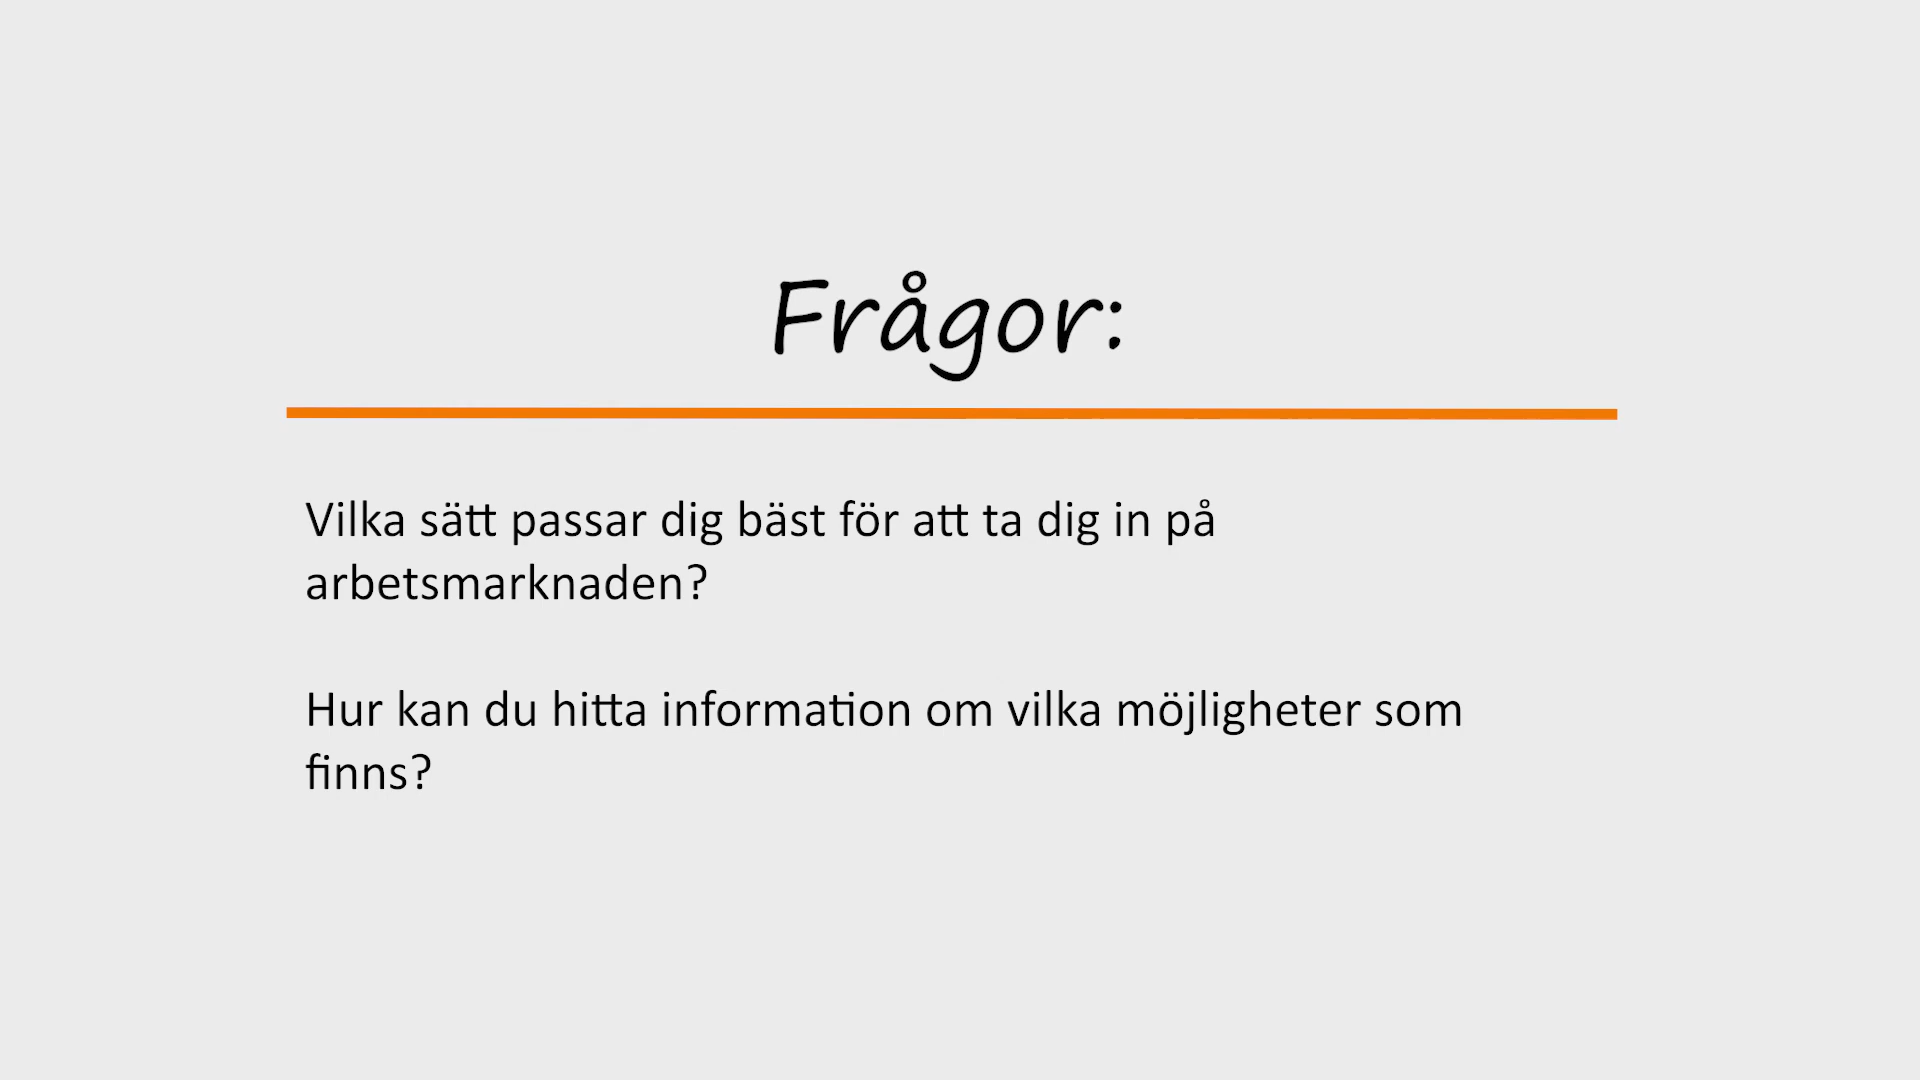 Frågor:
Vilka sätt passar dig bäst för att ta dig in på
arbetsmarknaden?
Hur kan du hitta information om vilka möjligheter som
finns?